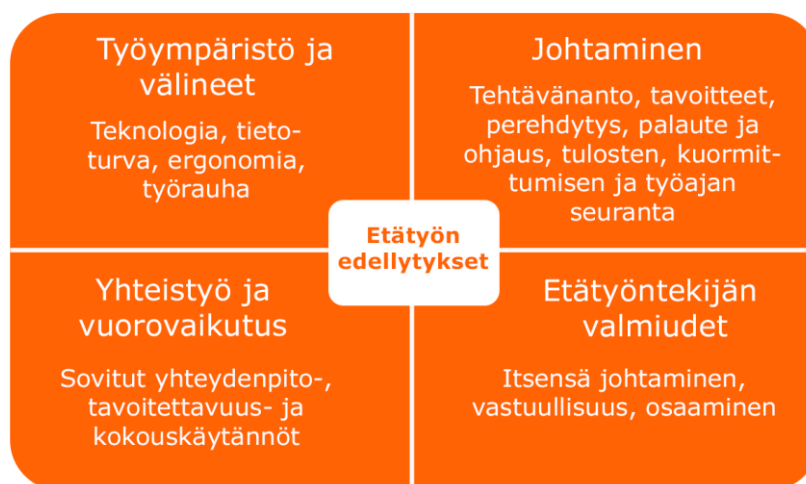 Työympäristö ja
välineet
Teknologia, tieto-
turva, ergonomia,
työrauha
Johtaminen
Tehtävänanto, tavoitteet,
perehdytys, palaute ja
ohjaus, tulosten, kuormit-
tumisen ja työajan
seuranta
Etätyön
edellytykset
Yhteistyö ja
vuorovaikutus
Sovitut yhteydenpito-,
tavoitettavuus- ja
kokouskäytännöt
Etätyöntekijän
valmiudet
Itsensä johtaminen,
vastuullisuus, osaaminen